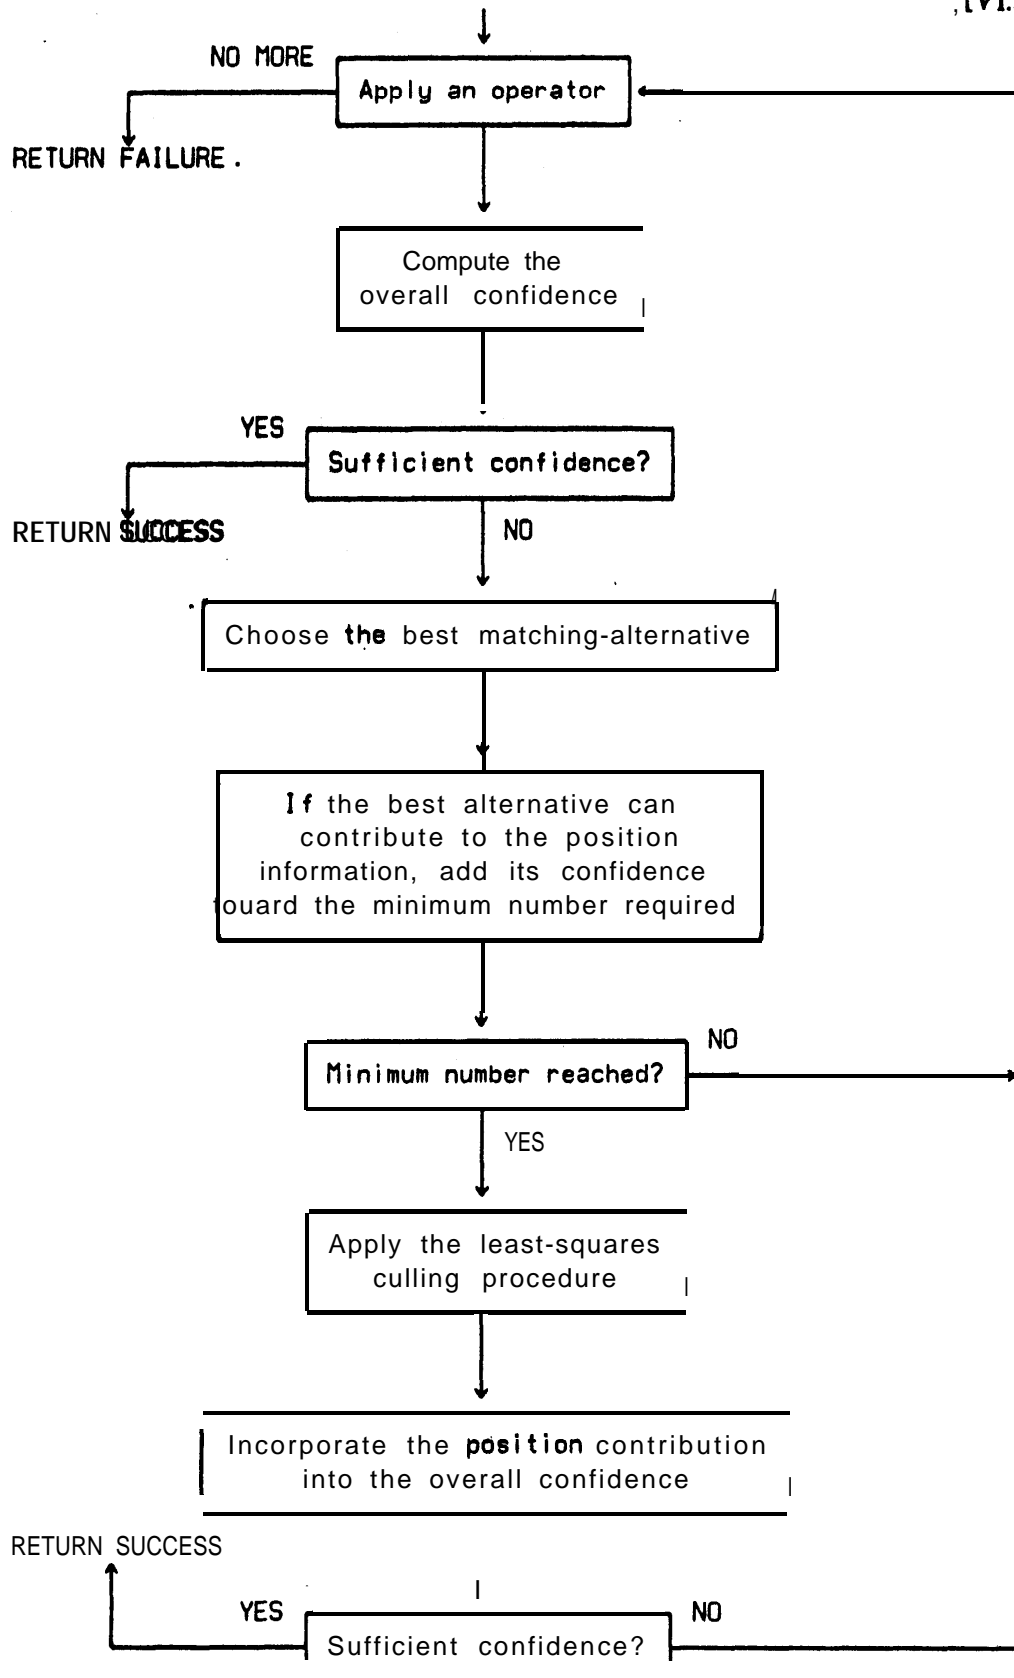 NO MORE
Apply an operator
RETURN FAILURE.
Compute the
overall confidence
YES
Sufficient confidence?
RETURN SUCCESS
NO
Choose the best matching-alternative
If the best alternative can
contribute to the position
information, add its confidence
touard the minimum number required
NO
Minimum number reached?
YES
Apply the least-squares
culling procedure
Incorporate the position contribution
into the overall confidence
RETURN SUCCESS
YES
NO
Sufficient confidence?